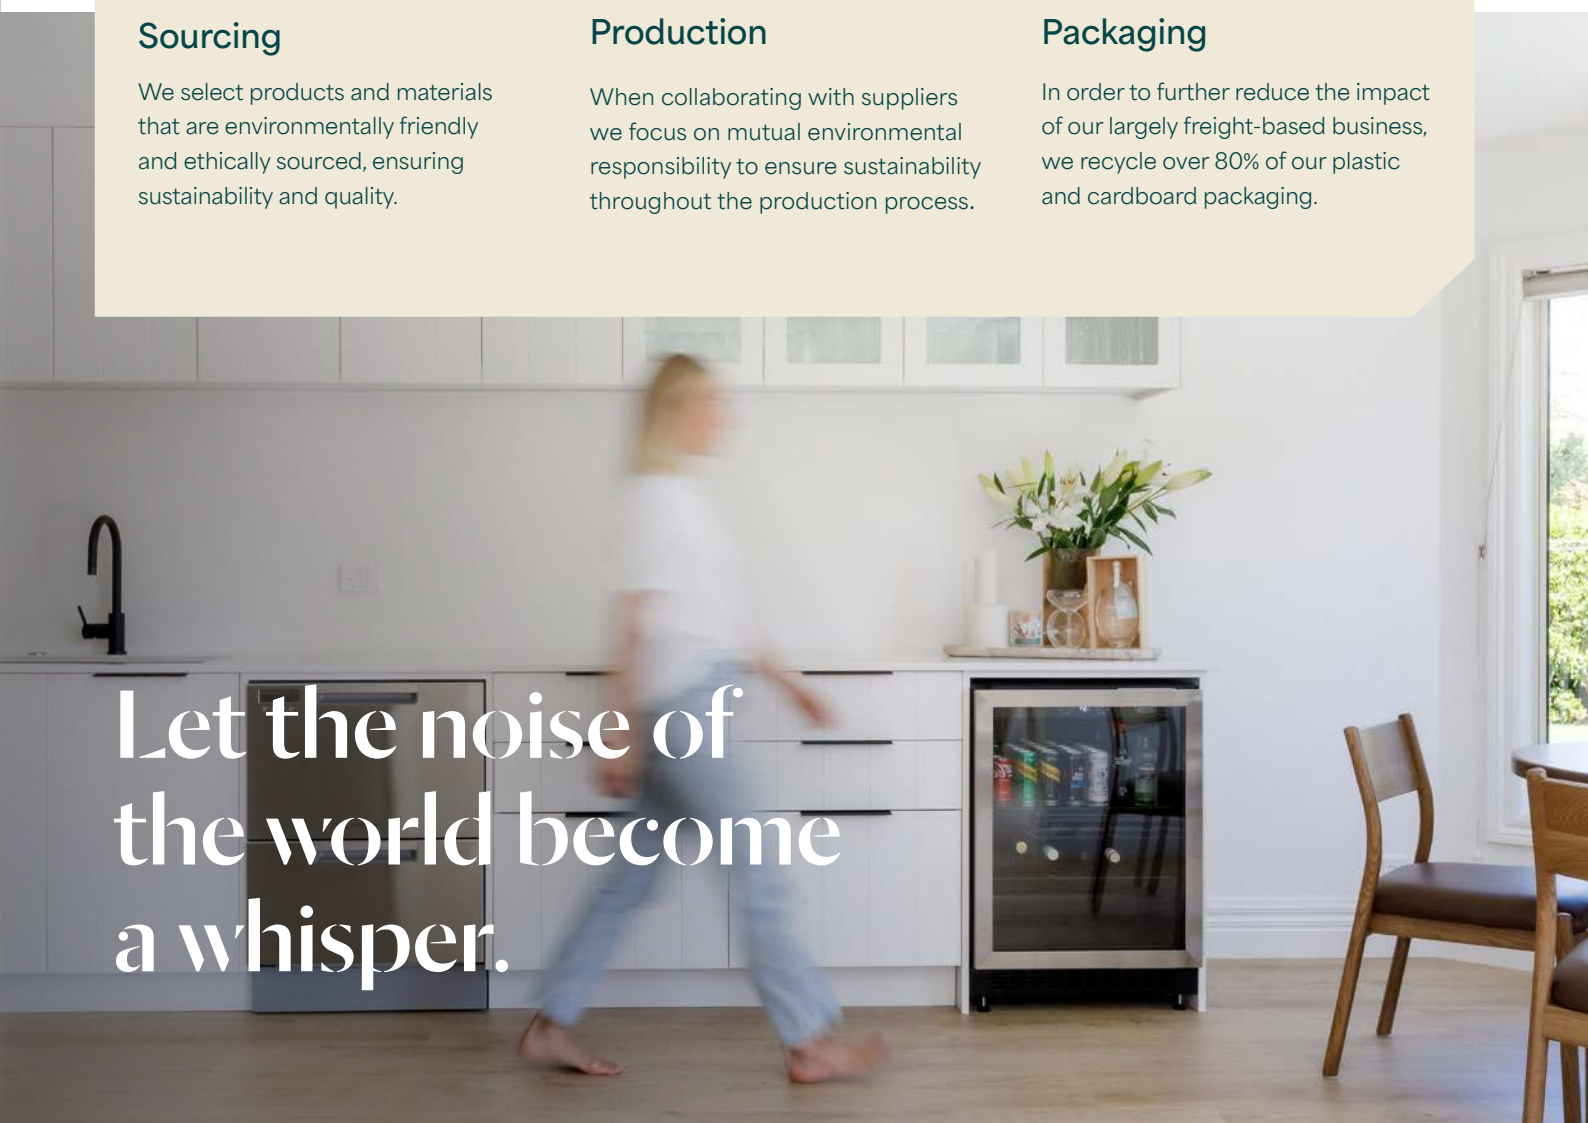 Sourcing
We select products and materials
that are environmentally friendly
and ethically sourced, ensuring
sustainability and quality.
Production
When collaborating with suppliers
we focus on mutual environmental
responsibility to ensure sustainability
throughout the production process.
Packaging
In order to further reduce the impact
of our largely freight-based business,
we recycle over 80% of our plastic
and cardboard packaging.
Let the noise of
the world become
a whisper.